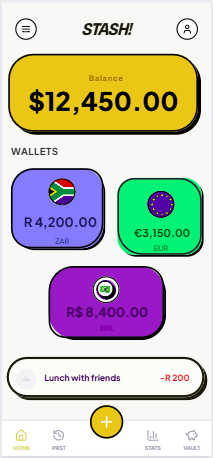 STASH!
Balance
$12,450.00
WALLETS
R 4,200.00
ZAR
€3,150.00
EUR
R$ 8,400.00
BRL
Lunch with friends
-R 200
+
HOME
PAST
STATS
VAULT